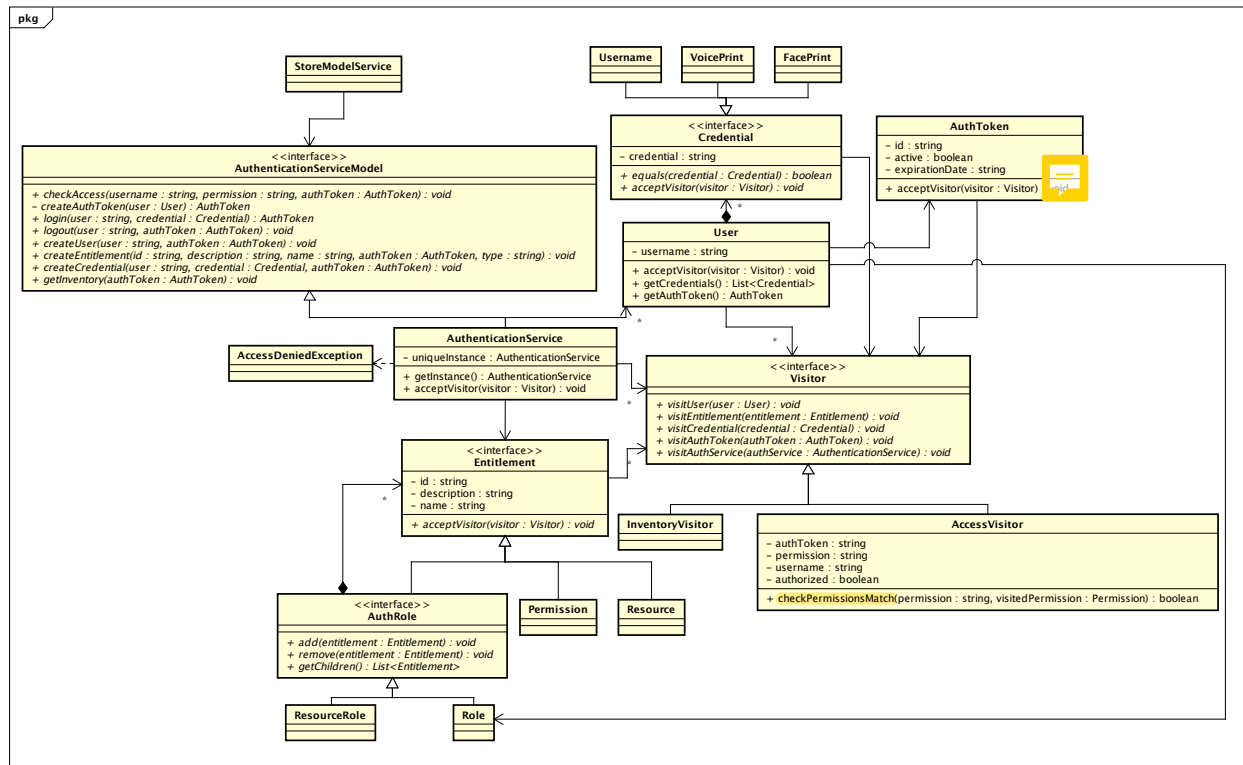 pkg
StoreModelService
Username
VoicePrint
FacePrint
<<interface>>
Credential
– credential : string
+ equals(credential : Credential) : boolean
+ acceptVisitor(visitor : Visitor) : void
AuthToken
– id : string
– active : boolean
– expirationDate : string
+ acceptVisitor(visitor : Visitor) : void
<<interface>>
AuthenticationServiceModel
+ checkAccess(username : string, permission : string, authToken : AuthToken) : void
– createAuthToken(user : User) : AuthToken
+ login(user : string, credential : Credential) : AuthToken
+ logout(user : string, authToken : AuthToken) : void
+ createUser(user : string, authToken : AuthToken) : void
+ createEntitlement(id : string, description : string, name : string, authToken : AuthToken, type : string) : void
+ createCredential(user : string, credential : Credential, authToken : AuthToken) : void
+ getInventory(authToken : AuthToken) : void
*
User
– username : string
+ acceptVisitor(visitor : Visitor) : void
+ getCredentials() : List<Credential>
+ getAuthToken() : AuthToken
*
*
AuthenticationService
– uniqueInstance : AuthenticationService
+ getInstance() : AuthenticationService
+ acceptVisitor(visitor : Visitor) : void
AccessDeniedException
*
<<interface>>
Visitor
+ visitUser(user : User) : void
+ visitEntitlement(entitlement : Entitlement) : void
+ visitCredential(credential : Credential) : void
+ visitAuthToken(authToken : AuthToken) : void
+ visitAuthService(authService : AuthenticationService) : void
<<interface>>
Entitlement
– id : string
– description : string
– name : string
+ acceptVisitor(visitor : Visitor) : void
*
*
InventoryVisitor
AccessVisitor
– authToken : string
– permission : string
– username : string
– authorized : boolean
+ checkPermissionsMatch(permission : string, visitedPermission : Permission) : boolean
<<interface>>
AuthRole
+ add(entitlement : Entitlement) : void
+ remove(entitlement : Entitlement) : void
+ getChildren() : List<Entitlement>
Permission
Resource
ResourceRole
Role